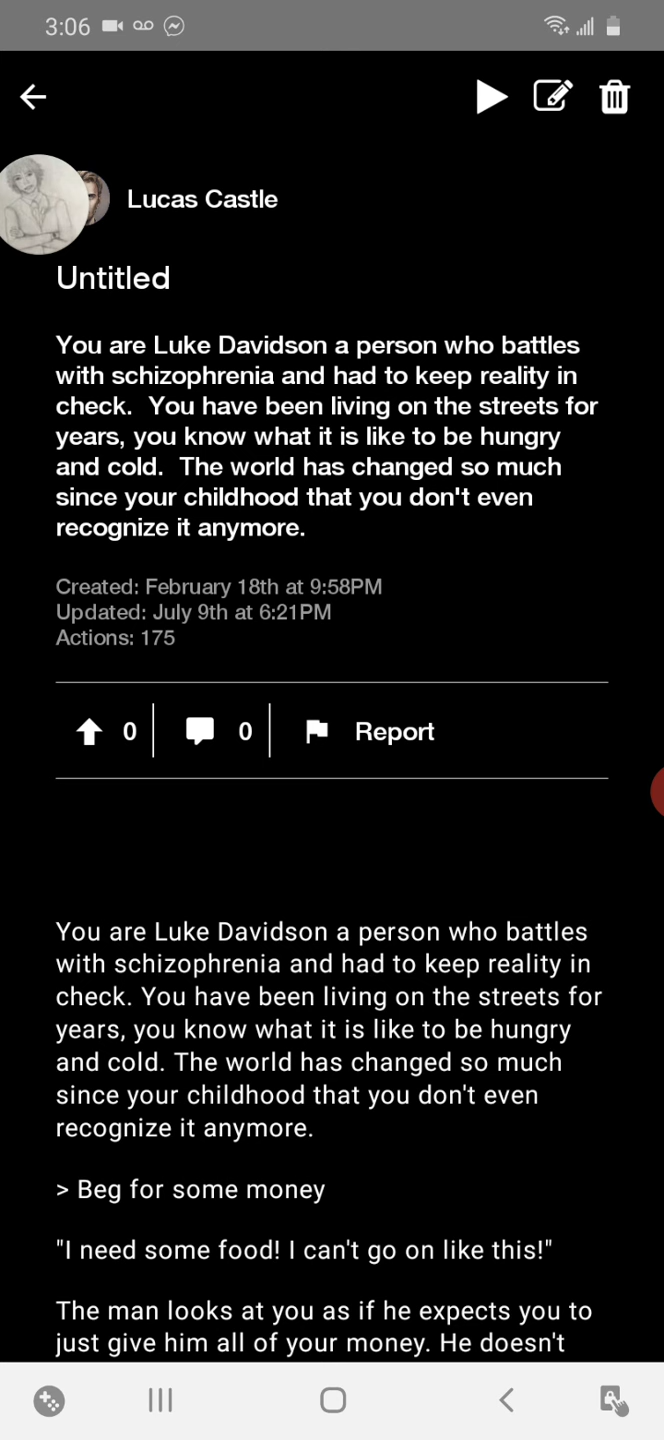 3:06
Lucas Castle
Untitled
You are Luke Davidson a person who battles
with schizophrenia and had to keep reality in
check.  You have been living on the streets for
years, you know what it is like to be hungry
and cold.  The world has changed so much
since your childhood that you don't even
recognize it anymore.
Created: February 18th at 9:58PM
Updated: July 9th at 6:21PM
Actions: 175
0
0
Report
You are Luke Davidson a person who battles
with schizophrenia and had to keep reality in
check. You have been living on the streets for
years, you know what it is like to be hungry
and cold. The world has changed so much
since your childhood that you don't even
recognize it anymore.
> Beg for some money
"I need some food! I can't go on like this!"
The man looks at you as if he expects you to
just give him all of your money. He doesn't